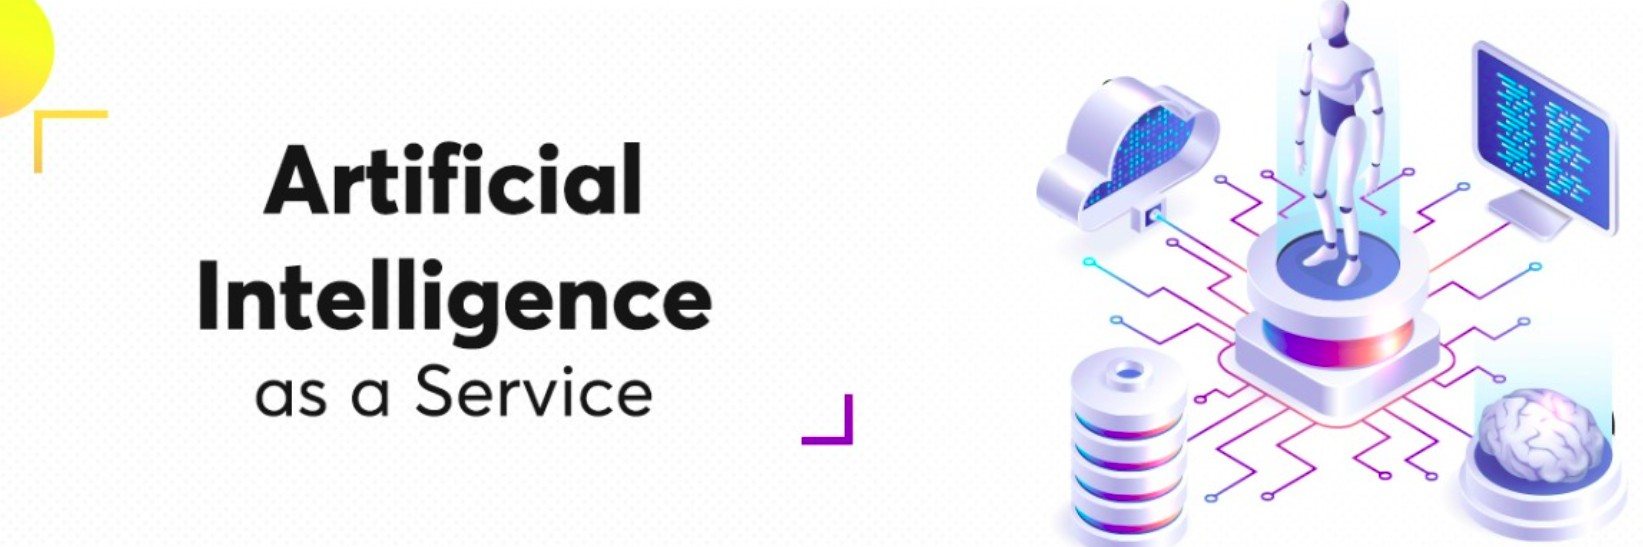 Artificial
Intelligence
as a Service